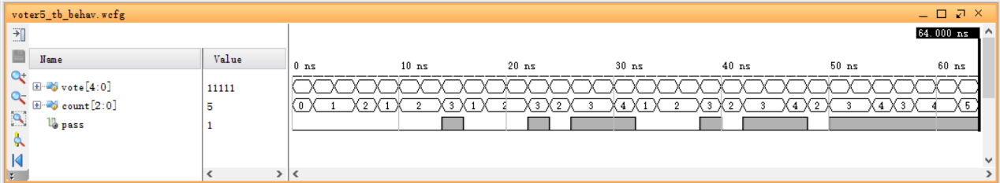 voter5_tb_behav.wcfg
64.000 ns
Name Value
0 ns 10 ns 20 ns 30 ns 40 ns 50 ns 60 ns
vote[4:0] 11111
count[2:0] 5 0 1 2 1 2 3 1 2 3 2 3 4 1 2 3 2 3 4 2 3 4 3 4 5
pass 1